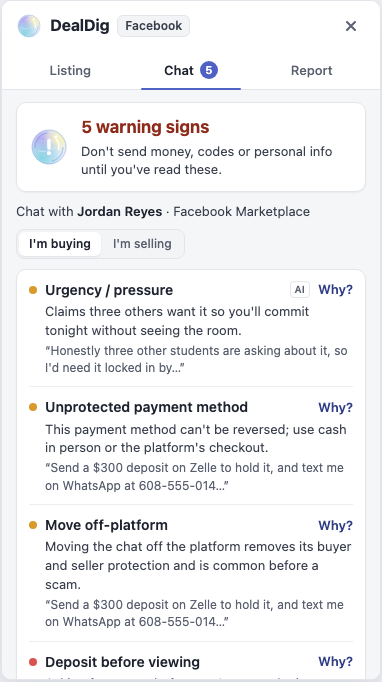 DealDig Facebook
Listing
Chat 5
Report
5 warning signs
Don't send money, codes or personal info
until you've read these.
Chat with Jordan Reyes · Facebook Marketplace
I'm buying
I'm selling
Urgency / pressure
AI Why?
Claims three others want it so you'll commit
tonight without seeing the room.
“Honestly three other students are asking about it, so
I'd need it locked in by…”
Unprotected payment method
Why?
This payment method can't be reversed; use cash
in person or the platform's checkout.
“Send a $300 deposit on Zelle to hold it, and text me
on WhatsApp at 608-555-014…”
Move off-platform
Why?
Moving the chat off the platform removes its buyer
and seller protection and is common before a
scam.
“Send a $300 deposit on Zelle to hold it, and text me
on WhatsApp at 608-555-014…”
Deposit before viewing
Why?